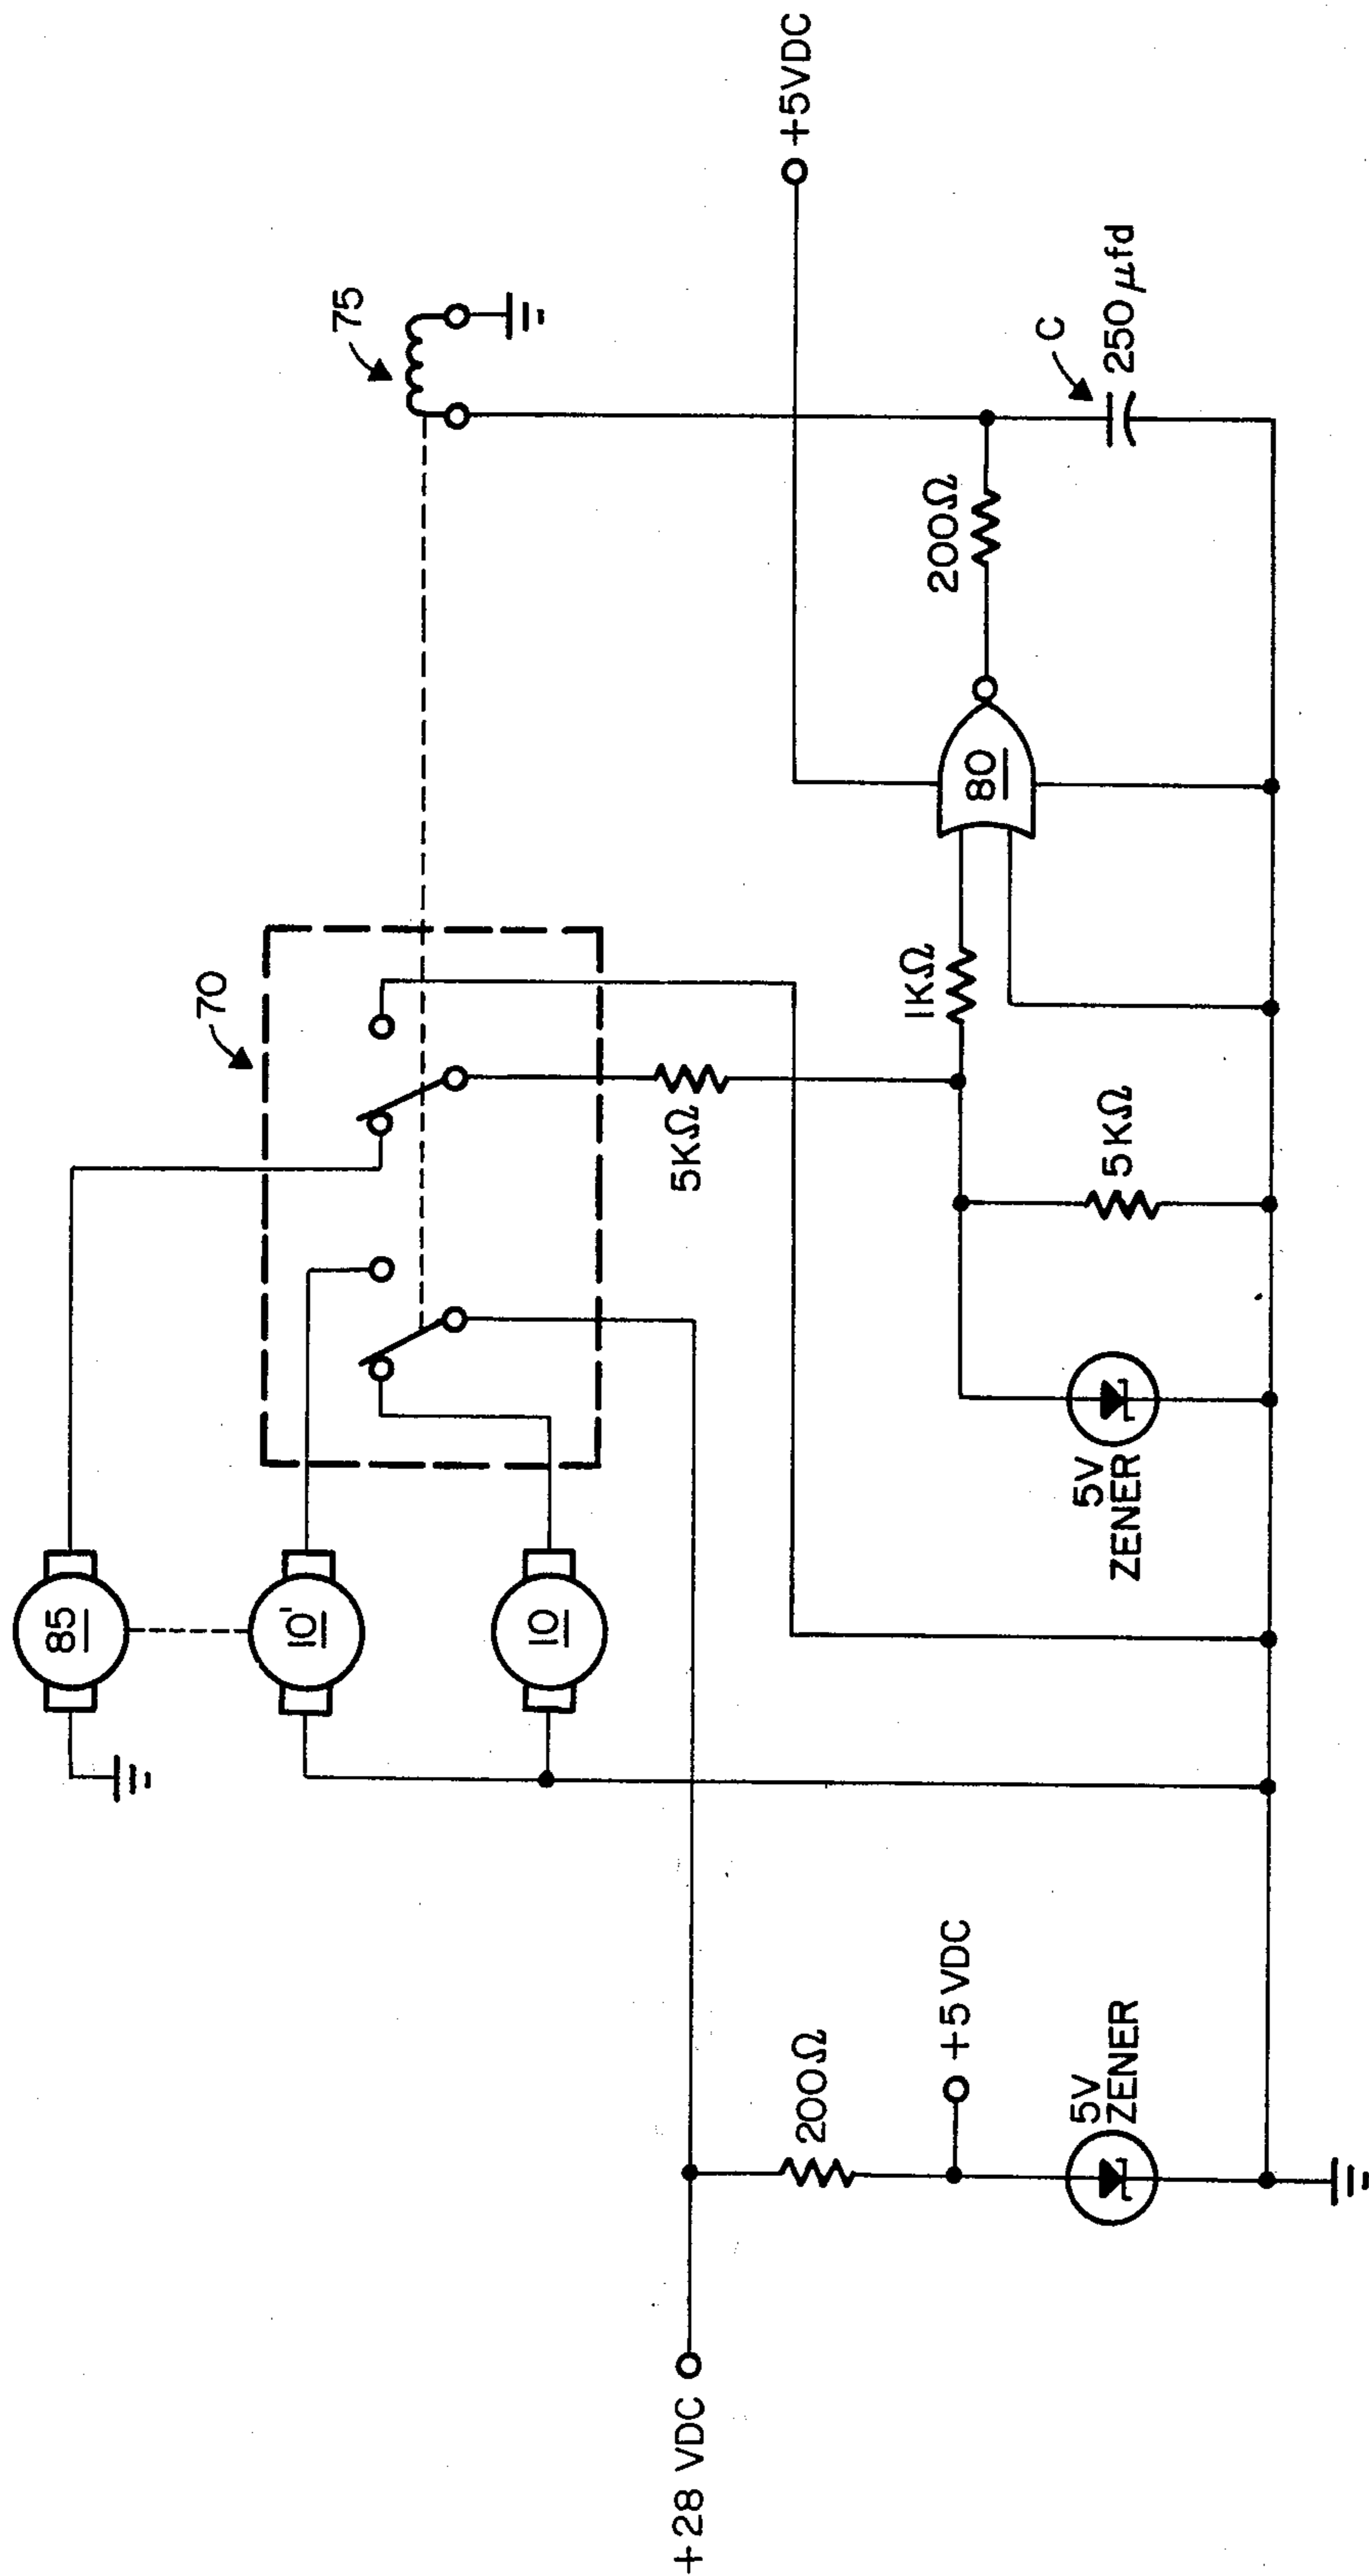 +28 VDC
200Ω
+5 VDC
5V
ZENER
85
10'
10
70
75
5KΩ
5V
ZENER
5KΩ
1KΩ
80
200Ω
C
250 μfd
+5VDC